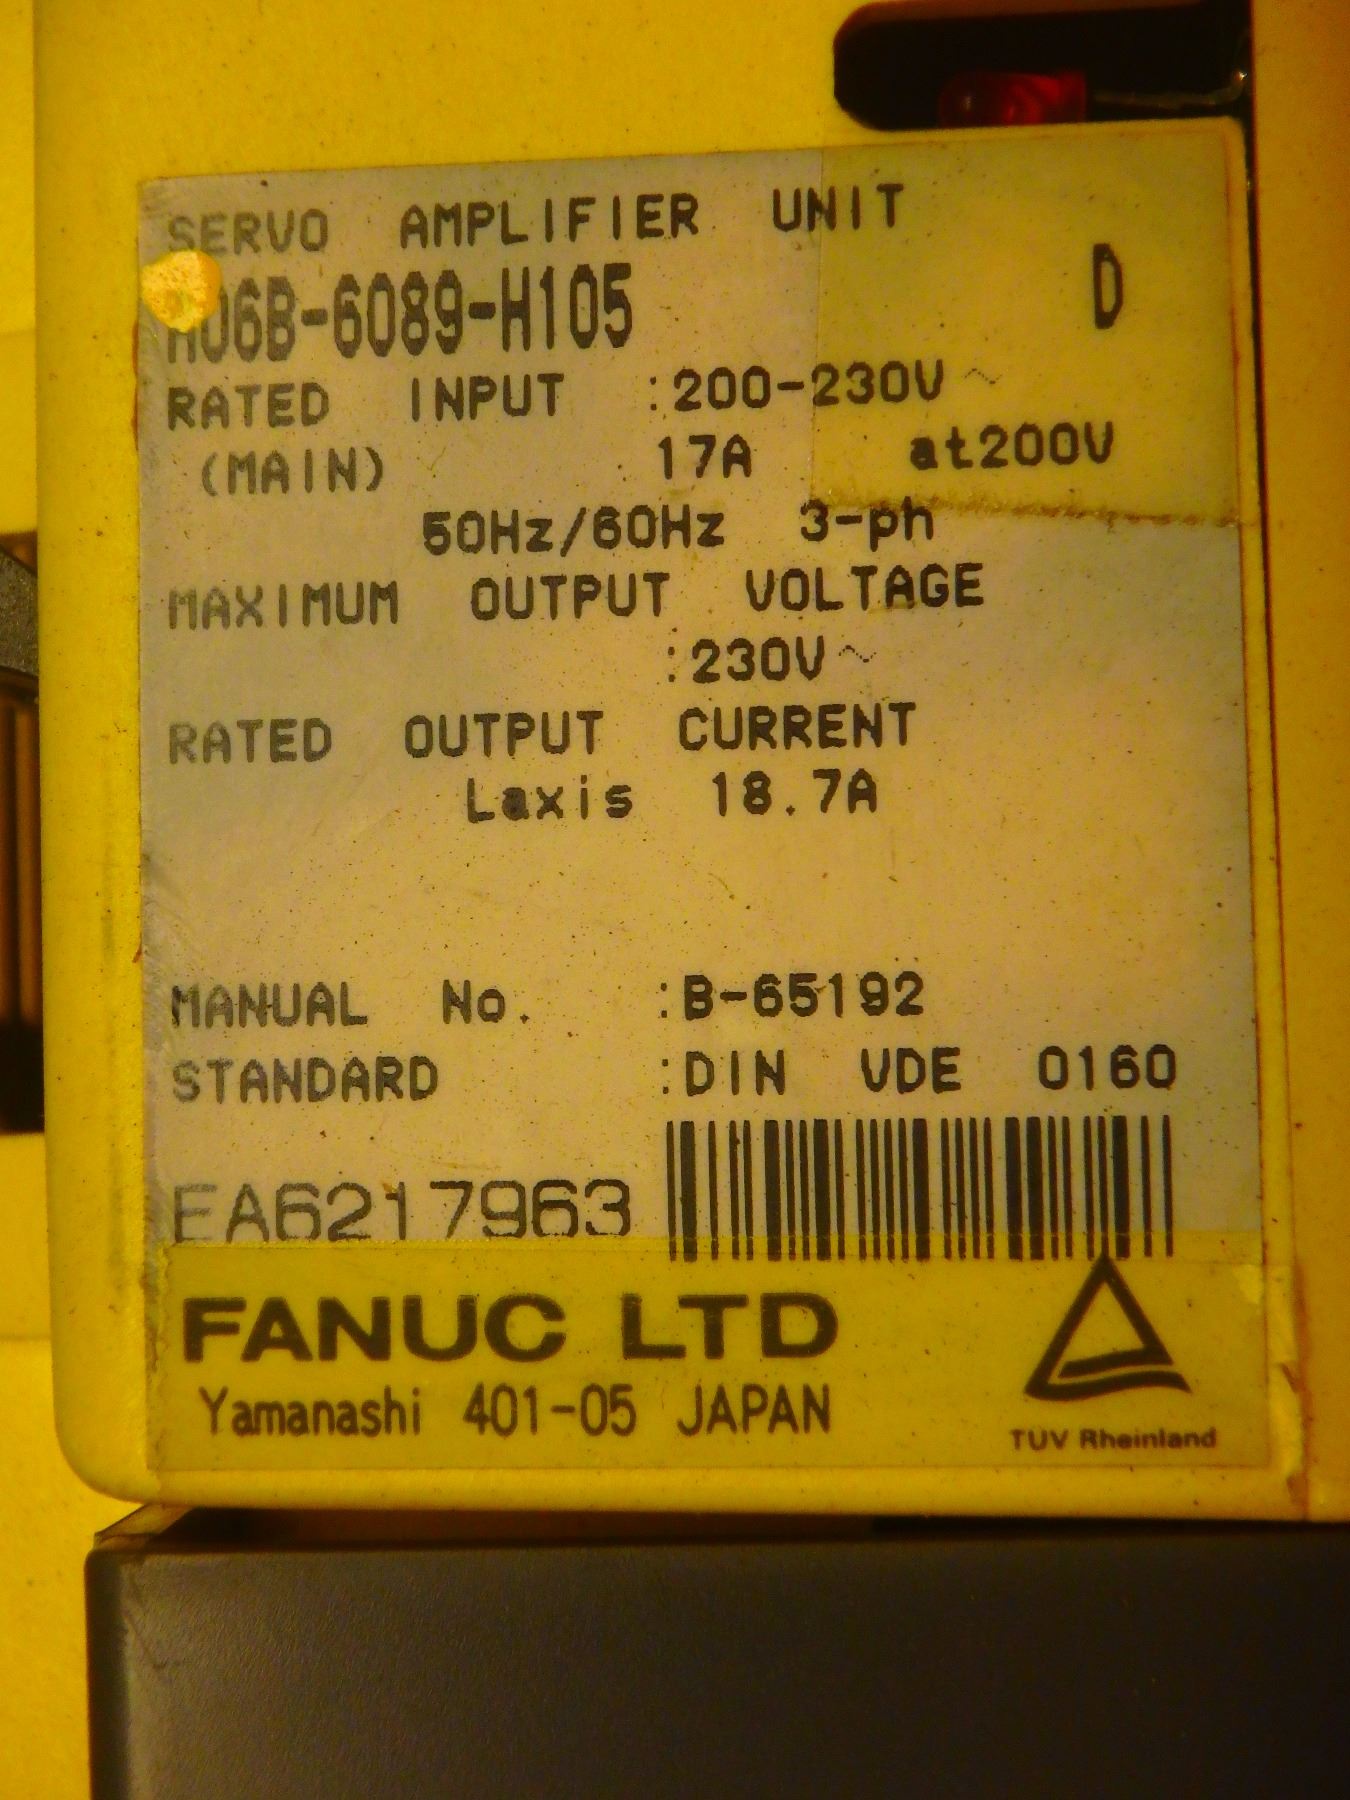 SERVO AMPLIFIER UNIT
A06B-6089-H105 D
RATED INPUT :200-230V~
(MAIN) 17A at200V
50Hz/60Hz 3-ph
MAXIMUM OUTPUT VOLTAGE
:230V~
RATED OUTPUT CURRENT
Laxis 18.7A
MANUAL No. :B-65192
STANDARD :DIN VDE 0160
EA6217963
FANUC LTD
Yamanashi 401-05 JAPAN
TUV Rheinland